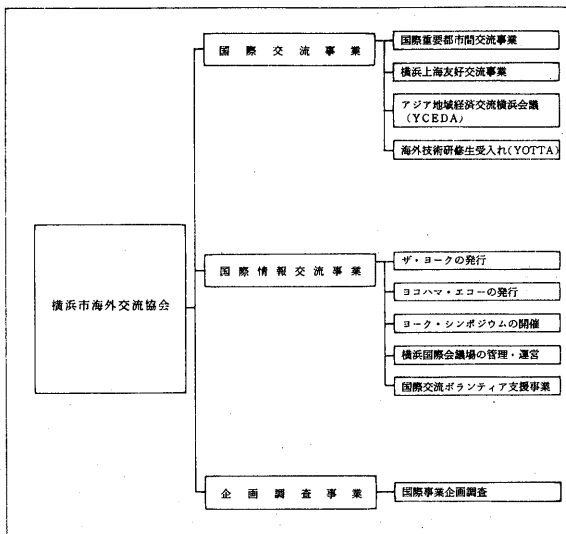 横浜市海外交流協会
国際交流事業
国際重要都市間交流事業
横浜上海友好交流事業
アジア地域経済交流横浜会議
(YCEDA)
海外技術研修生受入れ(YOTTA)
国際情報交流事業
ザ・ヨークの発行
ヨコハマ・エコーの発行
ヨーク・シンポジウムの開催
横浜国際会議場の管理・運営
国際交流ボランティア支援事業
企画調査事業
国際事業企画調査